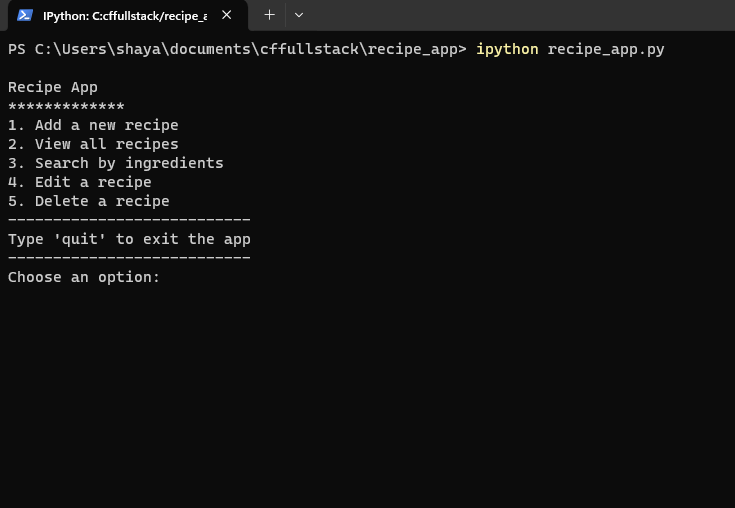 IPython: C:cffullstack/recipe_a
PS C:\Users\shaya\documents\cffullstack\recipe_app> ipython recipe_app.py
Recipe App
*************
1. Add a new recipe
2. View all recipes
3. Search by ingredients
4. Edit a recipe
5. Delete a recipe
---------------------------
Type 'quit' to exit the app
---------------------------
Choose an option: